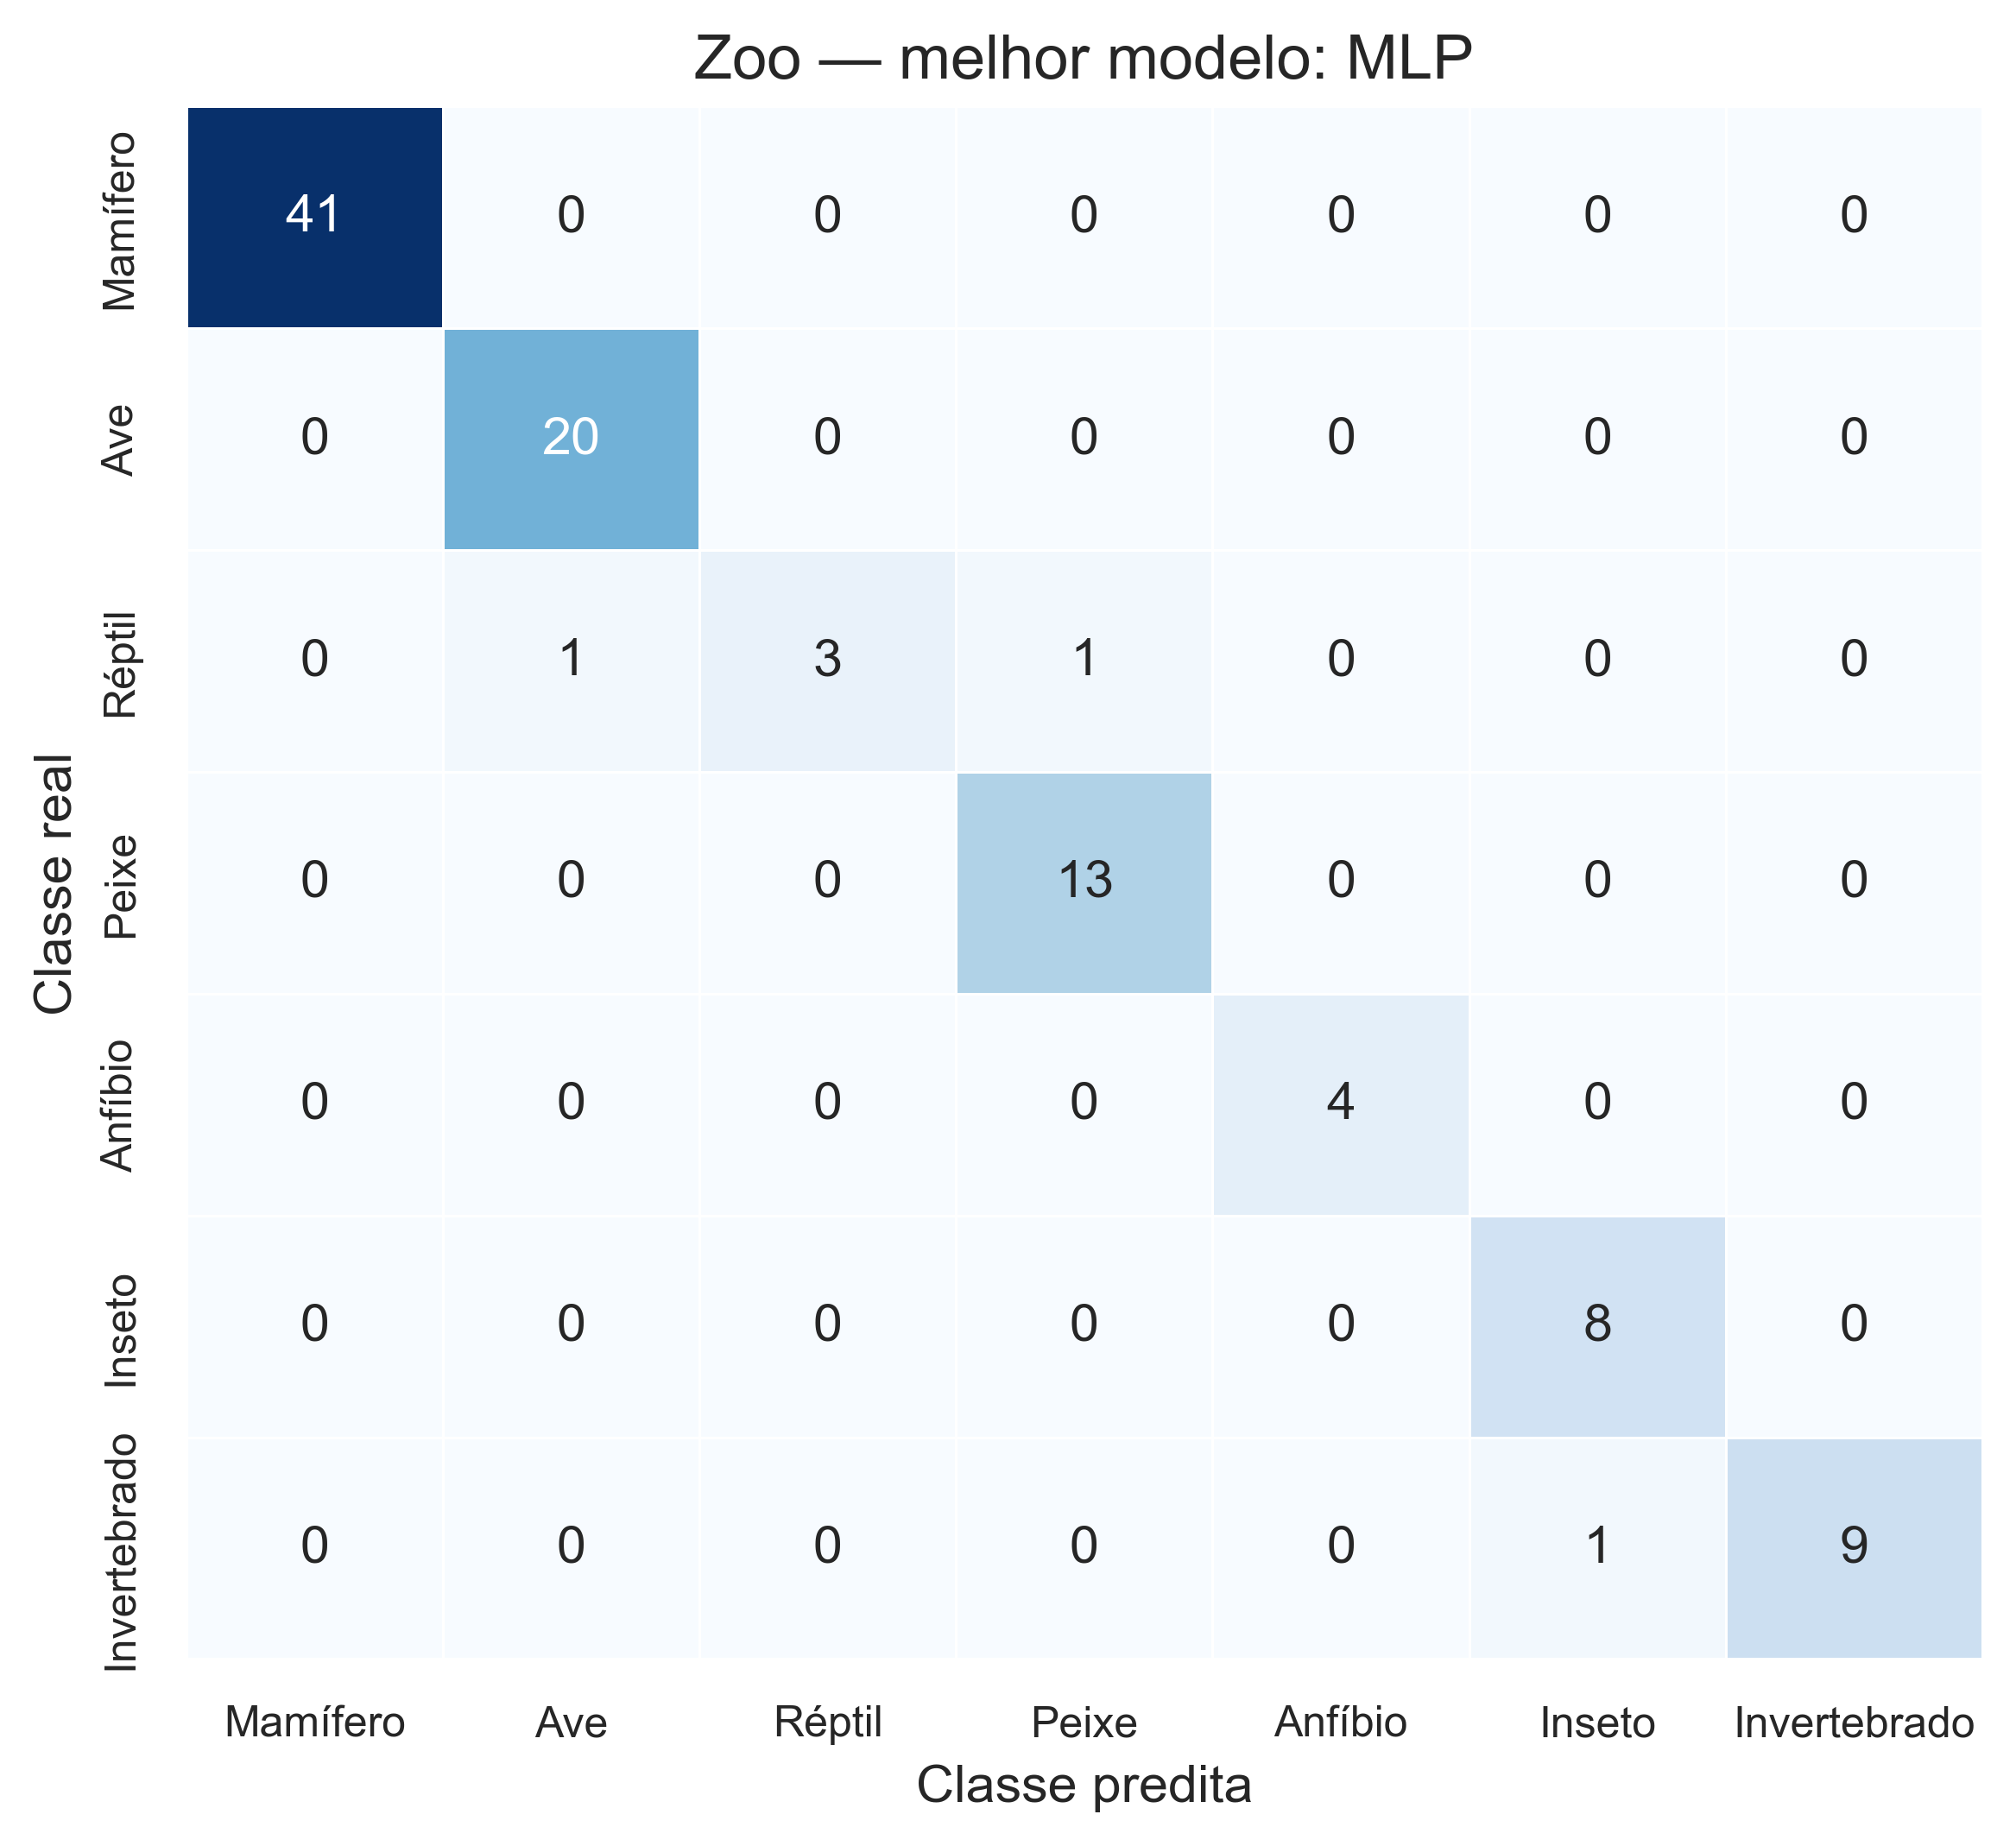 Zoo — melhor modelo: MLP
Classe real
Mamífero 41 0 0 0 0 0 0
Ave 0 20 0 0 0 0 0
Réptil 0 1 3 1 0 0 0
Peixe 0 0 0 13 0 0 0
Anfíbio 0 0 0 0 4 0 0
Inseto 0 0 0 0 0 8 0
Invertebrado 0 0 0 0 0 1 9
Mamífero Ave Réptil Peixe Anfíbio Inseto Invertebrado
Classe predita